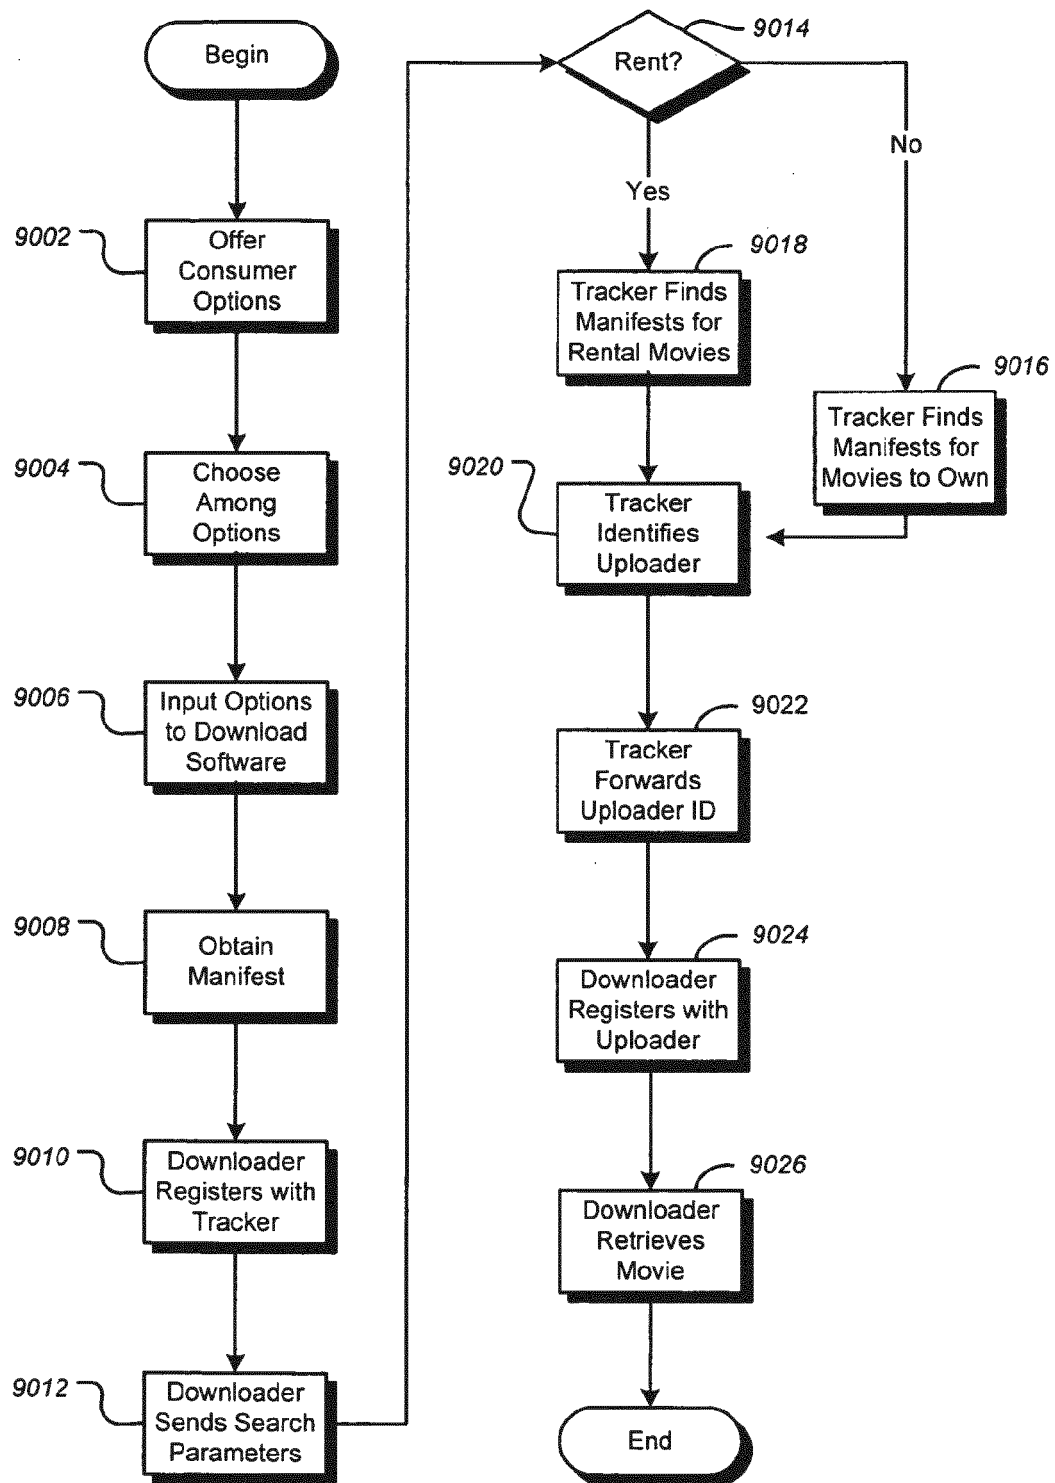 Begin
9002
Offer
Consumer
Options
9004
Choose
Among
Options
9006
Input Options
to Download
Software
9008
Obtain
Manifest
9010
Downloader
Registers with
Tracker
9012
Downloader
Sends Search
Parameters
9014
Rent?
No
Yes
9018
Tracker Finds
Manifests for
Rental Movies
9016
Tracker Finds
Manifests for
Movies to Own
9020
Tracker
Identifies
Uploader
9022
Tracker
Forwards
Uploader ID
9024
Downloader
Registers with
Uploader
9026
Downloader
Retrieves
Movie
End